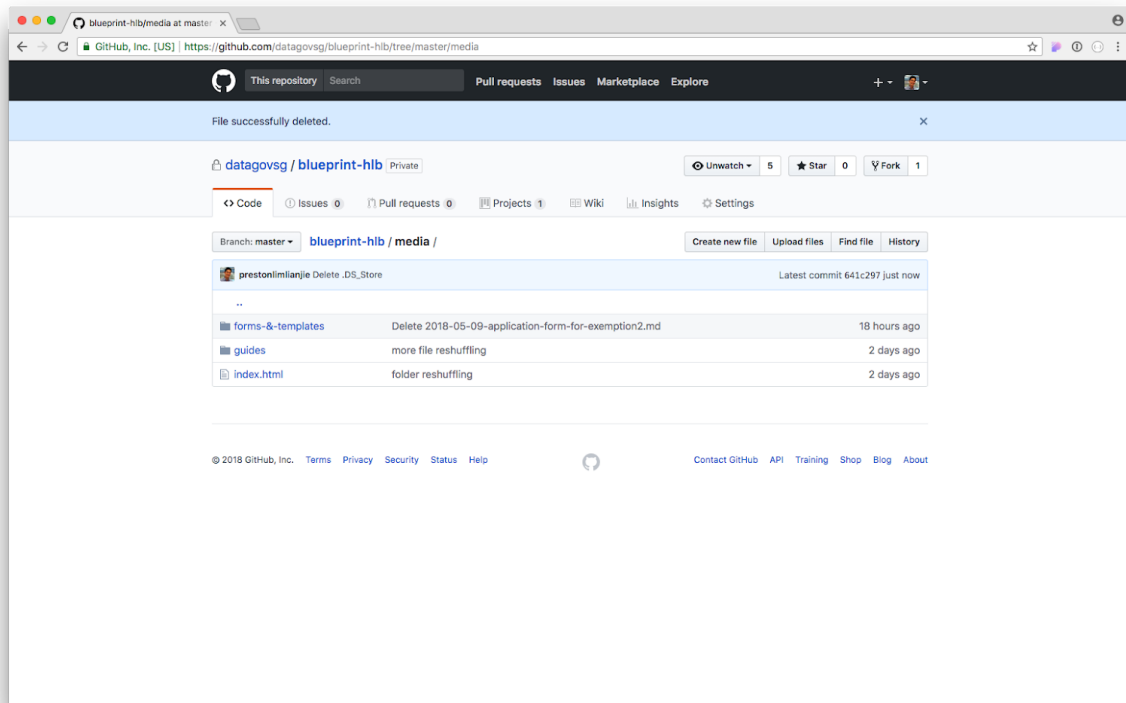 blueprint-hlb/media at master
GitHub, Inc. [US] https://github.com/datagovsg/blueprint-hlb/tree/master/media
This repository Search Pull requests Issues Marketplace Explore
File successfully deleted.
datagovsg / blueprint-hlb Private Unwatch 5 Star 0 Fork 1
Code Issues 0 Pull requests 0 Projects 1 Wiki Insights Settings
Branch: master blueprint-hlb / media / Create new file Upload files Find file History
prestonlimlianjie Delete .DS_Store Latest commit 641c297 just now
..
forms-&-templates Delete 2018-05-09-application-form-for-exemption2.md 18 hours ago
guides more file reshuffling 2 days ago
index.html folder reshuffling 2 days ago
© 2018 GitHub, Inc. Terms Privacy Security Status Help Contact GitHub API Training Shop Blog About